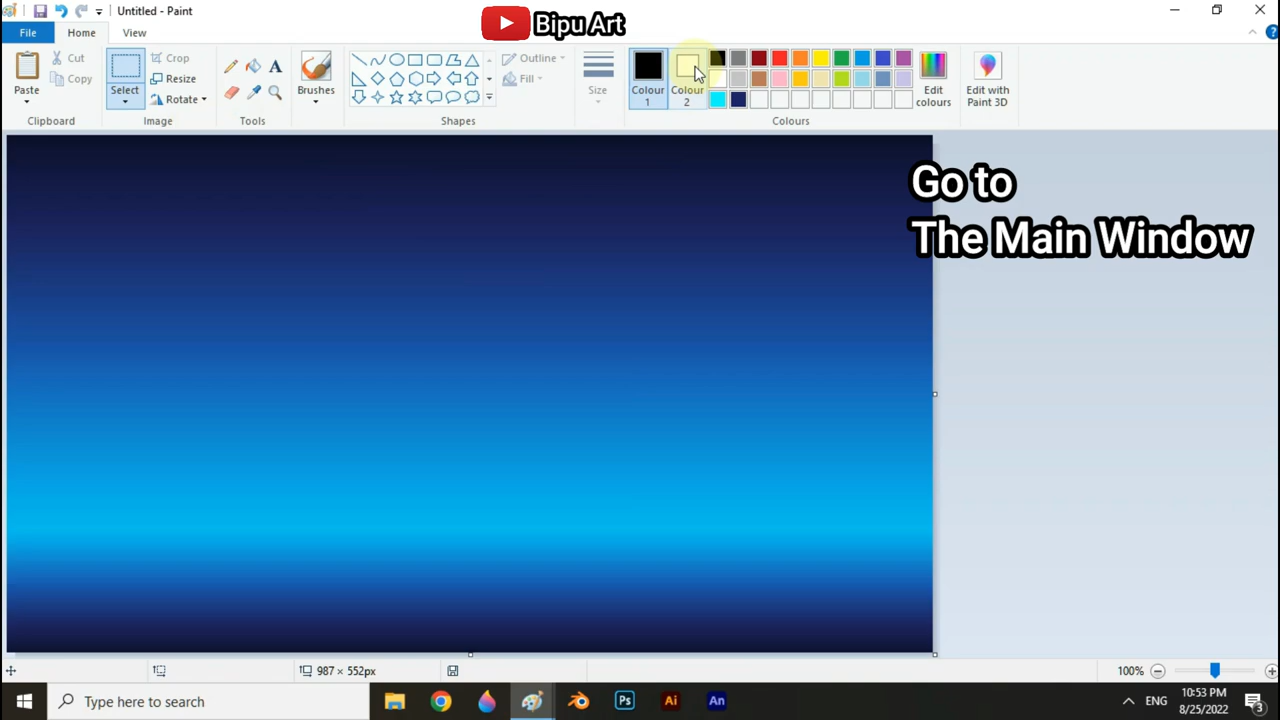 Untitled - Paint
Bipu Art
File
Home
View
Paste
Cut
Copy
Clipboard
Select
Crop
Resize
Rotate
Image
Tools
Brushes
Shapes
Outline
Fill
Size
Colour
1
Colour
2
Colours
Edit
colours
Edit with
Paint 3D
Go to
The Main Window
987 × 552px
100%
Type here to search
Ps
Ai
An
ENG
10:53 PM
8/25/2022
3